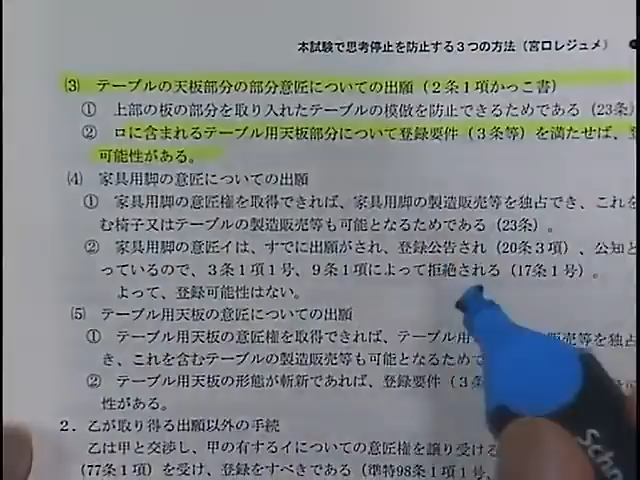 本試験で思考停止を防止する3つの方法（宮口レジュメ）
(3) テーブルの天板部分の部分意匠についての出願（2条1項かっこ書）
① 上部の板の部分を取り入れたテーブルの模倣を防止できるためである（23条）
② ロに含まれるテーブル用天板部分について登録要件（3条等）を満たせば、
可能性がある。
(4) 家具用脚の意匠についての出願
① 家具用脚の意匠権を取得できれば、家具用脚の製造販売等を独占でき、これを
む椅子又はテーブルの製造販売等も可能となるためである（23条）。
② 家具用脚の意匠イは、すでに出願がされ、登録公告され（20条3項）、公知と
っているので、3条1項1号、9条1項によって拒絶される（17条1号）。
よって、登録可能性はない。
(5) テーブル用天板の意匠についての出願
① テーブル用天板の意匠権を取得できれば、テーブル用 販売等を独占
き、これを含むテーブルの製造販売等も可能となるためで
② テーブル用天板の形態が斬新であれば、登録要件（3条
性がある。
2．乙が取り得る出願以外の手続
乙は甲と交渉し、甲の有するイについての意匠権を譲り受ける
(77条1項）を受け、登録をすべきである（準特98条1項1号、
Schn